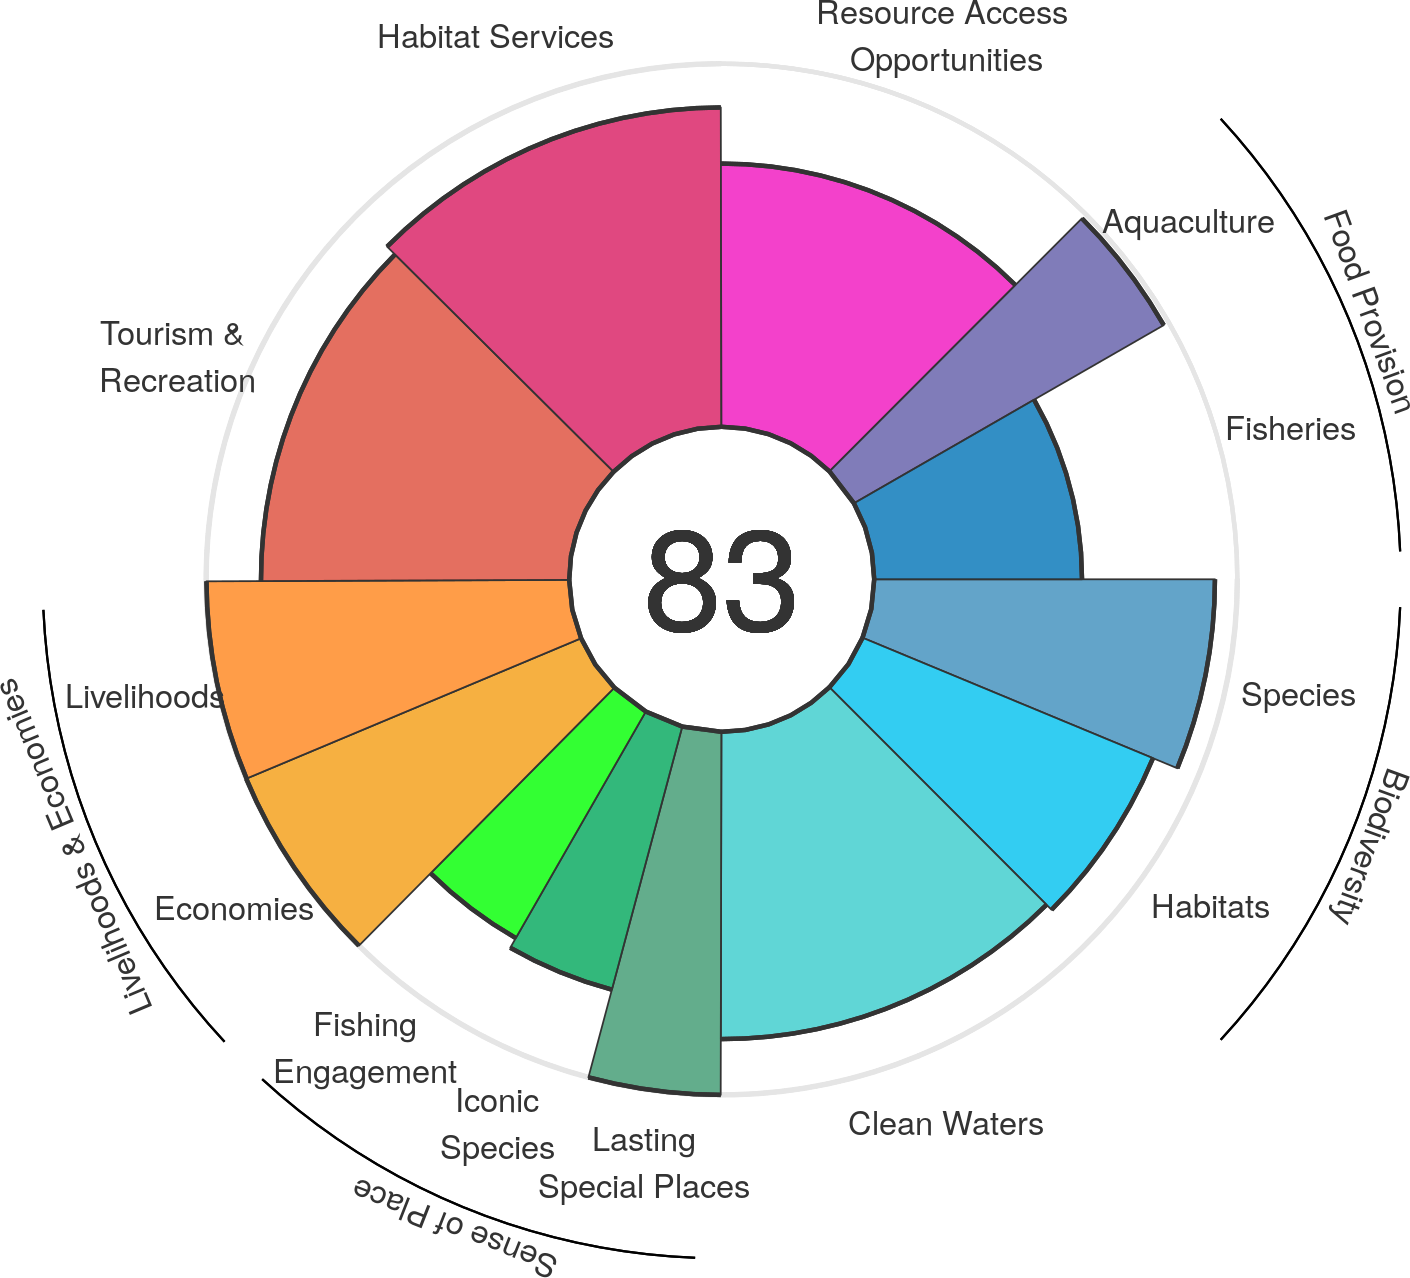 Resource Access
Opportunities
Habitat Services
Aquaculture
Food Provision
Tourism &
Recreation
Fisheries
83
Livelihoods
Species
Livelihoods & Economies
Biodiversity
Economies
Habitats
Fishing
Engagement
Iconic
Species
Lasting
Special Places
Clean Waters
Sense of Place